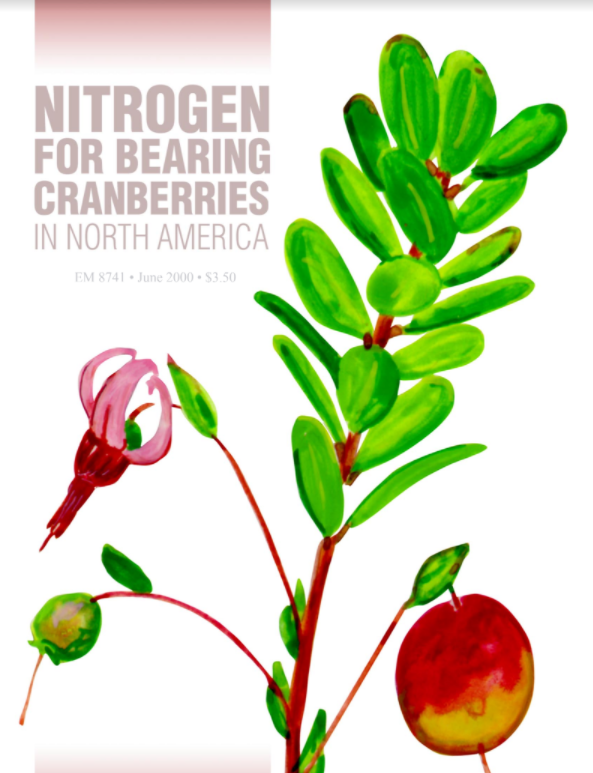 NITROGEN
FOR BEARING
CRANBERRIES
IN NORTH AMERICA
EM 8741 • June 2000 • $3.50